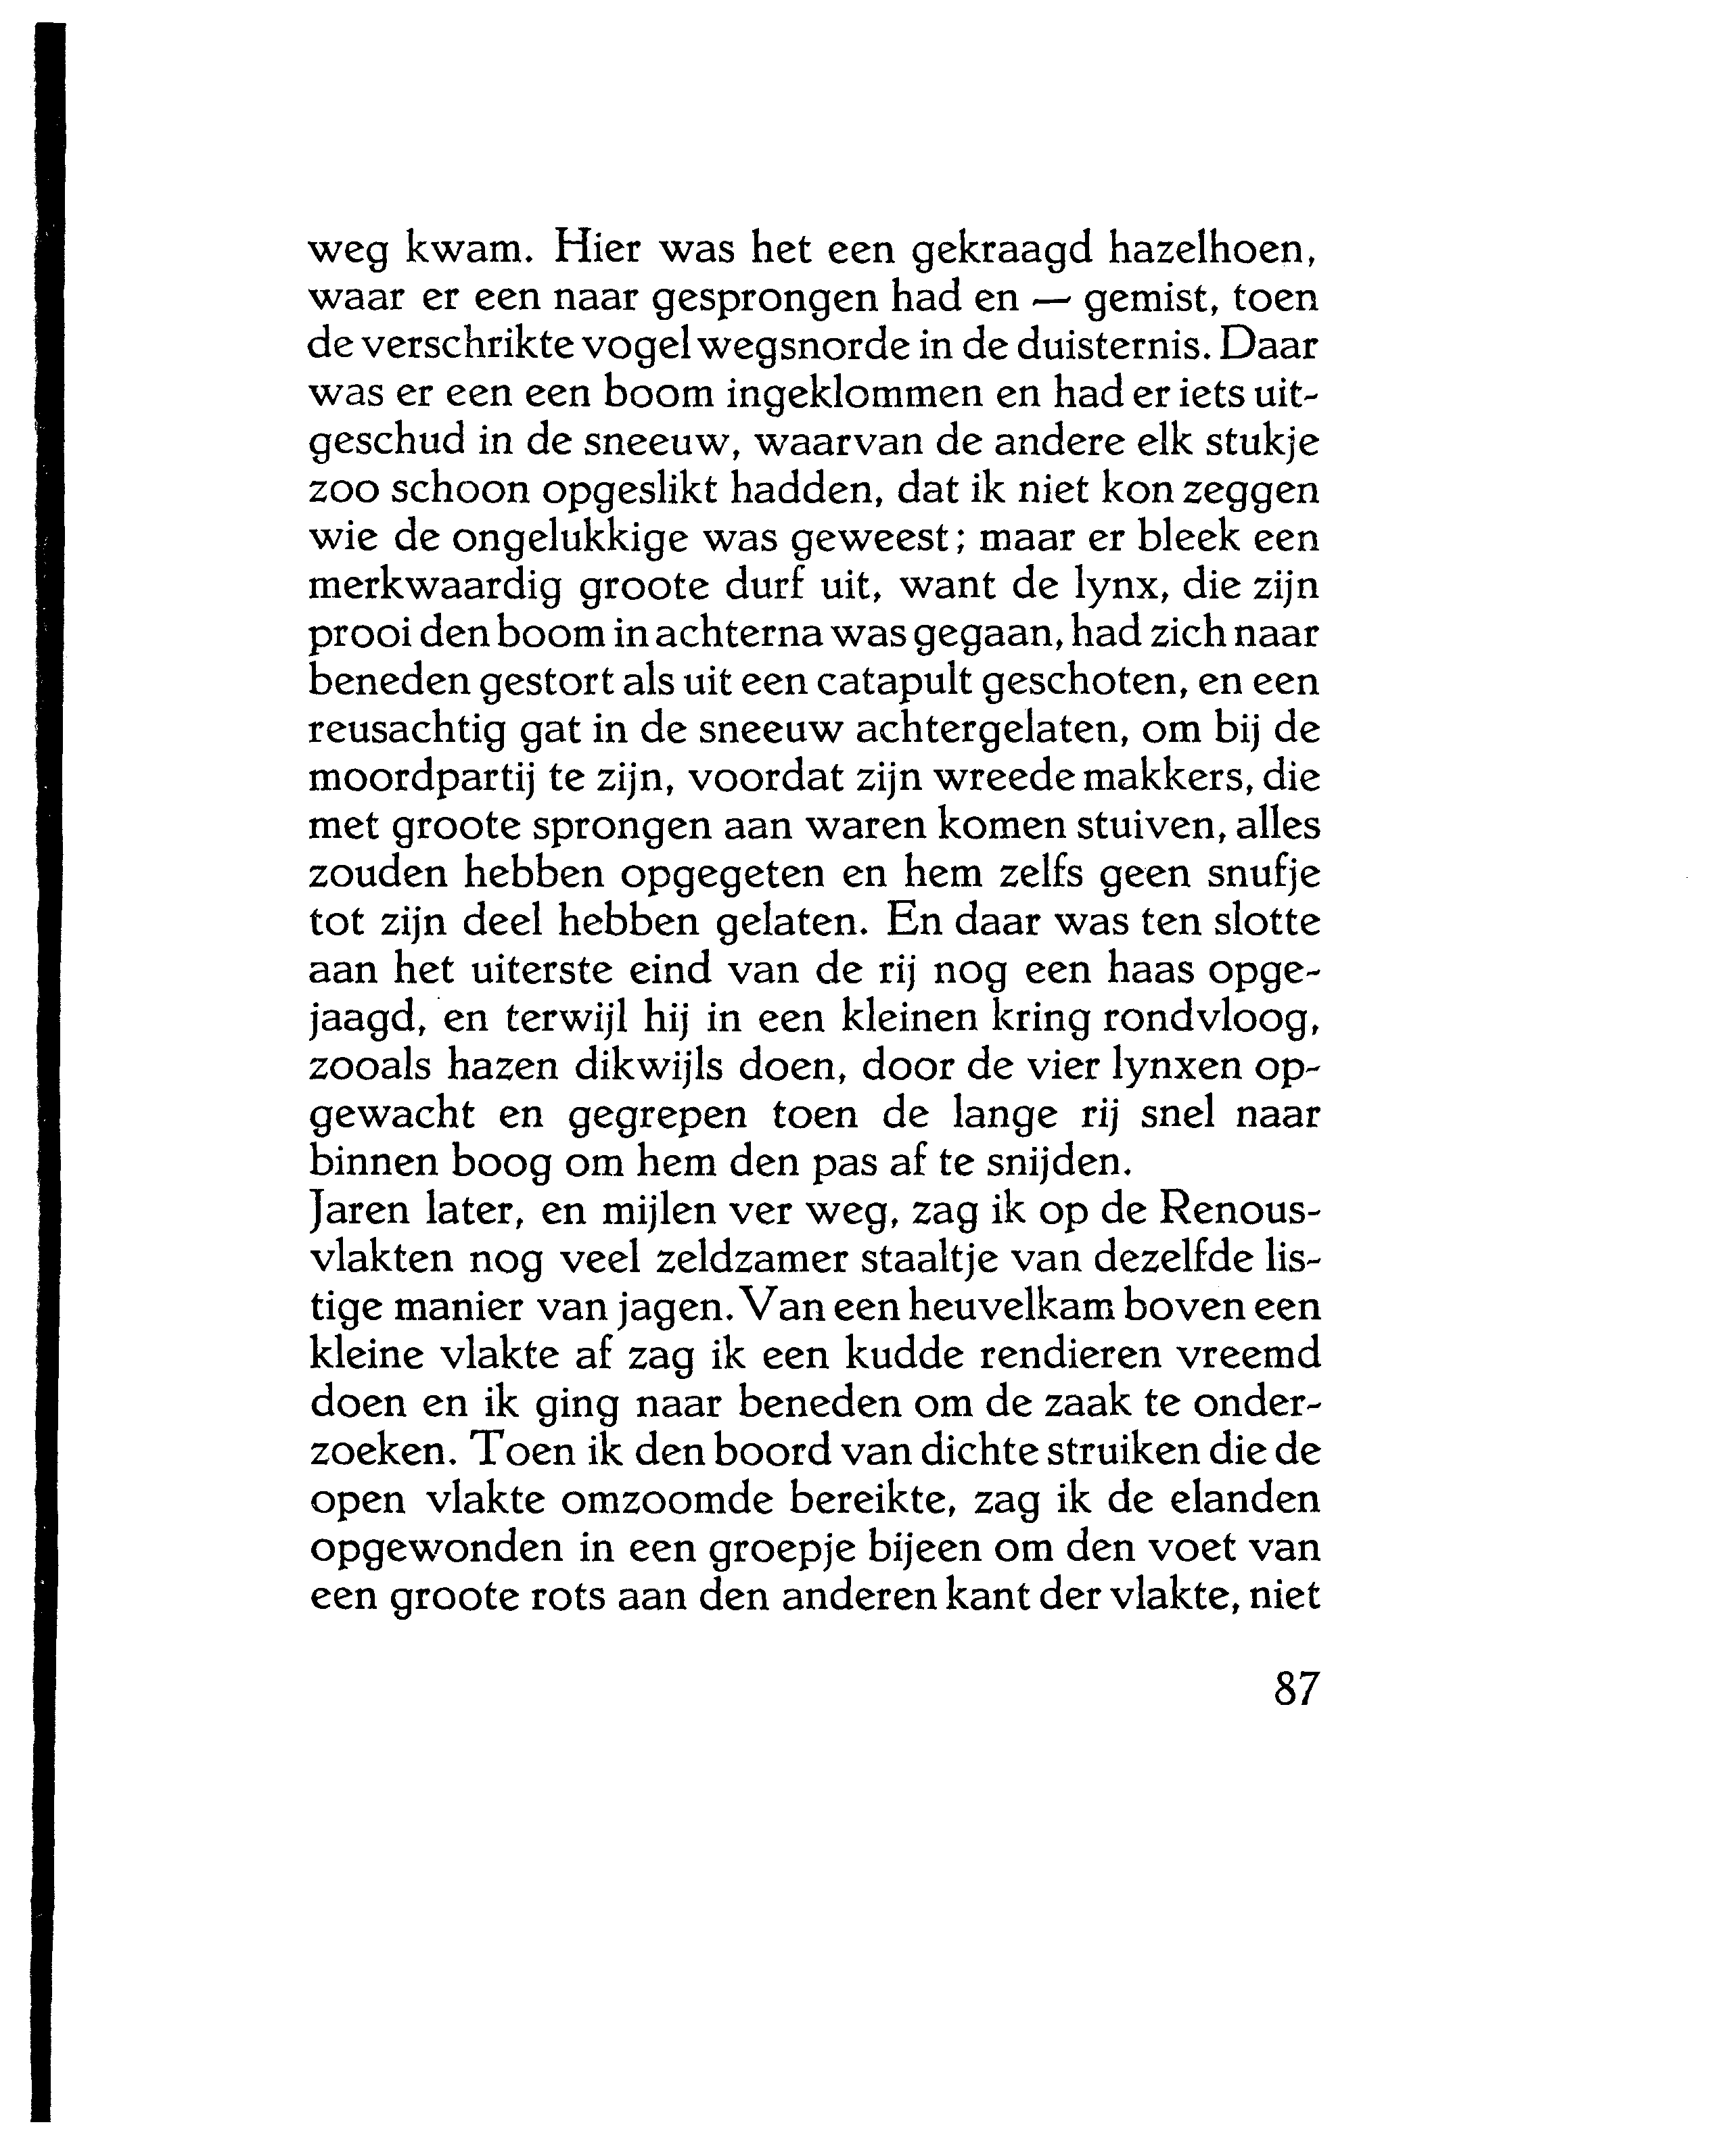 weg kwam. Hier was het een gekraagd hazelhoen,
waar er een naar gesprongen had en — gemist, toen
de verschrikte vogel wegsnorde in de duisternis. Daar
was er een een boom ingeklommen en had er iets uit-
geschud in de sneeuw, waarvan de andere elk stukje
zoo schoon opgeslikt hadden, dat ik niet kon zeggen
wie de ongelukkige was geweest; maar er bleek een
merkwaardig groote durf uit, want de lynx, die zijn
prooi den boom in achterna was gegaan, had zich naar
beneden gestort als uit een catapult geschoten, en een
reusachtig gat in de sneeuw achtergelaten, om bij de
moordpartij te zijn, voordat zijn wreede makkers, die
met groote sprongen aan waren komen stuiven, alles
zouden hebben opgegeten en hem zelfs geen snufje
tot zijn deel hebben gelaten. En daar was ten slotte
aan het uiterste eind van de rij nog een haas opge-
jaagd, en terwijl hij in een kleinen kring rondvloog,
zooals hazen dikwijls doen, door de vier lynxen op-
gewacht en gegrepen toen de lange rij snel naar
binnen boog om hem den pas af te snijden.
Jaren later, en mijlen ver weg, zag ik op de Renous-
vlakten nog veel zeldzamer staaltje van dezelfde lis-
tige manier van jagen. Van een heuvelkam boven een
kleine vlakte af zag ik een kudde rendieren vreemd
doen en ik ging naar beneden om de zaak te onder-
zoeken. Toen ik den boord van dichte struiken die de
open vlakte omzoomde bereikte, zag ik de elanden
opgewonden in een groepje bijeen om den voet van
een groote rots aan den anderen kant der vlakte, niet
87